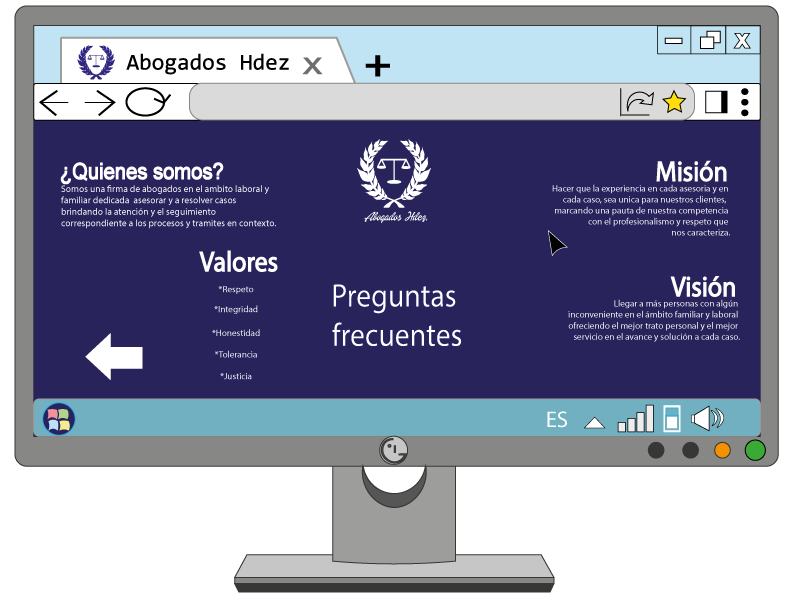 Abogados Hdez X
¿Quienes somos?
Somos una firma de abogados en el ambito laboral y
familiar dedicada asesorar y a resolver casos
brindando la atención y el seguimiento
correspondiente a los procesos y tramites en contexto.
Abogados Hdez.
Misión
Hacer que la experiencia en cada asesoria y en
cada caso, sea unica para nuestros clientes,
marcando una pauta de nuestra competencia
con el profesionalismo y respeto que
nos caracteriza.
Valores
*Respeto
*Integridad
*Honestidad
*Tolerancia
*Justicia
Preguntas
frecuentes
Visión
Llegar a más personas con algún
inconveniente en el ámbito familiar y laboral
ofreciendo el mejor trato personal y el mejor
servicio en el avance y solución a cada caso.
ES